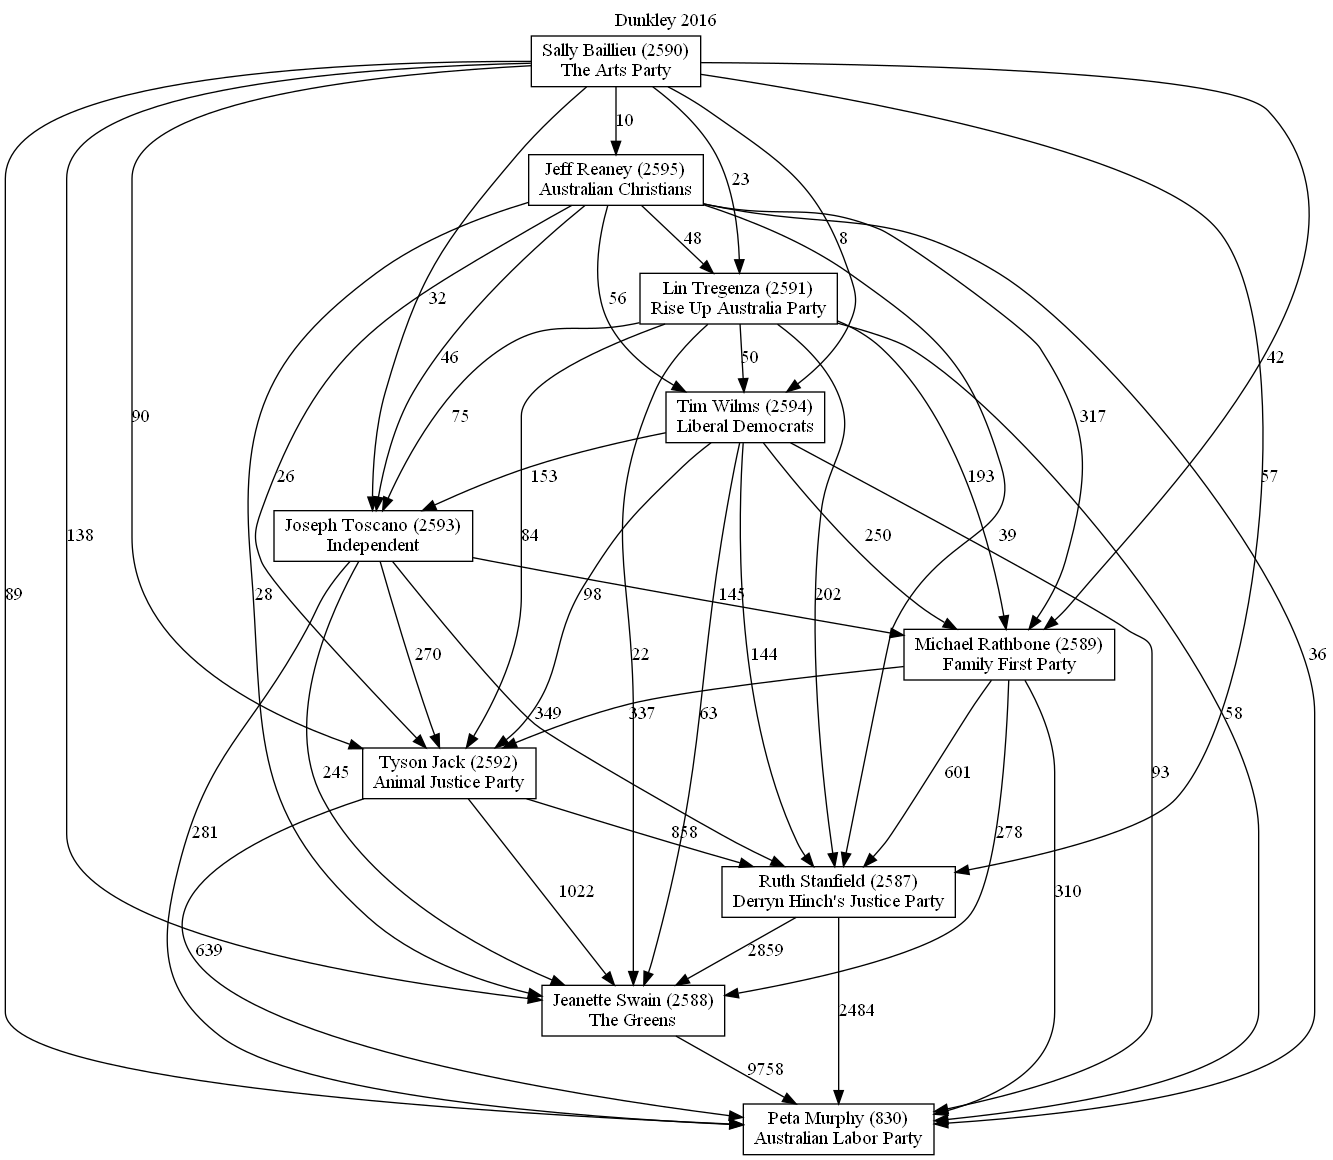 Dunkley 2016
Sally Baillieu (2590)
The Arts Party
10
Jeff Reaney (2595)
Australian Christians
23
48
8
Lin Tregenza (2591)
Rise Up Australia Party
32
56
46
50
42
Tim Wilms (2594)
Liberal Democrats
90
75
317
26
153
193
57
Joseph Toscano (2593)
Independent
138
84
250
39
89
28
98
145
202
Michael Rathbone (2589)
Family First Party
270
22
144
36
349
337
63
58
Tyson Jack (2592)
Animal Justice Party
245
601
93
281
858
278
Ruth Stanfield (2587)
Derryn Hinch's Justice Party
1022
310
639
2859
Jeanette Swain (2588)
The Greens
2484
9758
Peta Murphy (830)
Australian Labor Party